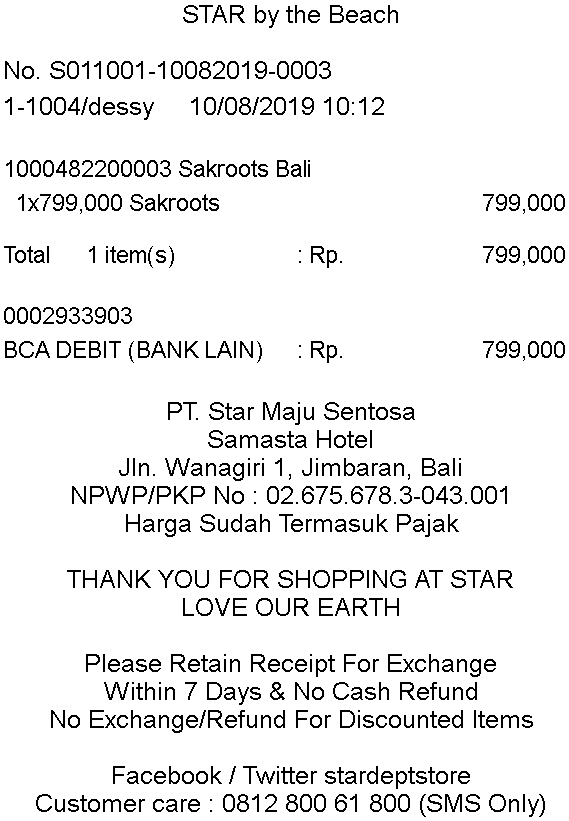 STAR by the Beach
No. S011001-10082019-0003
1-1004/dessy 10/08/2019 10:12
1000482200003 Sakroots Bali
1x799,000 Sakroots 799,000
Total 1 item(s) : Rp. 799,000
0002933903
BCA DEBIT (BANK LAIN) : Rp. 799,000
PT. Star Maju Sentosa
Samasta Hotel
Jln. Wanagiri 1, Jimbaran, Bali
NPWP/PKP No : 02.675.678.3-043.001
Harga Sudah Termasuk Pajak
THANK YOU FOR SHOPPING AT STAR
LOVE OUR EARTH
Please Retain Receipt For Exchange
Within 7 Days & No Cash Refund
No Exchange/Refund For Discounted Items
Facebook / Twitter stardeptstore
Customer care : 0812 800 61 800 (SMS Only)